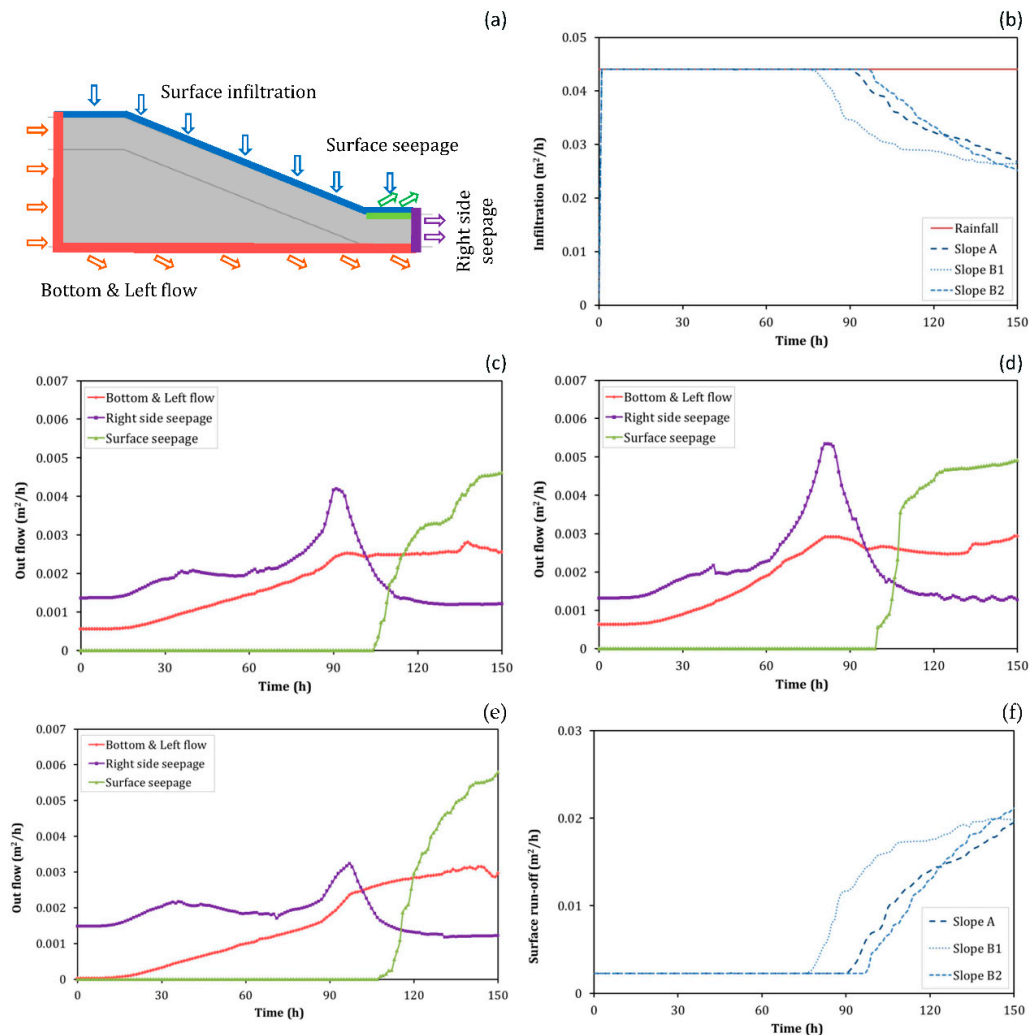 (a)
Surface infiltration
Surface seepage
Right side
seepage
Bottom & Left flow
(b)
0.05
0.04
0.03
0.02
0.01
0
Infiltration (m²/h)
Rainfall
Slope A
Slope B1
Slope B2
0 30 60 90 120 150
Time (h)
(c)
0.007
0.006
0.005
0.004
0.003
0.002
0.001
0
Out flow (m²/h)
Bottom & Left flow
Right side seepage
Surface seepage
0 30 60 90 120 150
Time (h)
(d)
0.007
0.006
0.005
0.004
0.003
0.002
0.001
0
Out flow (m²/h)
Bottom & Left flow
Right side seepage
Surface seepage
0 30 60 90 120 150
Time (h)
(e)
0.007
0.006
0.005
0.004
0.003
0.002
0.001
0
Out flow (m²/h)
Bottom & Left flow
Right side seepage
Surface seepage
0 30 60 90 120 150
Time (h)
(f)
0.03
0.02
0.01
0
Surface run-off (m²/h)
Slope A
Slope B1
Slope B2
0 30 60 90 120 150
Time (h)